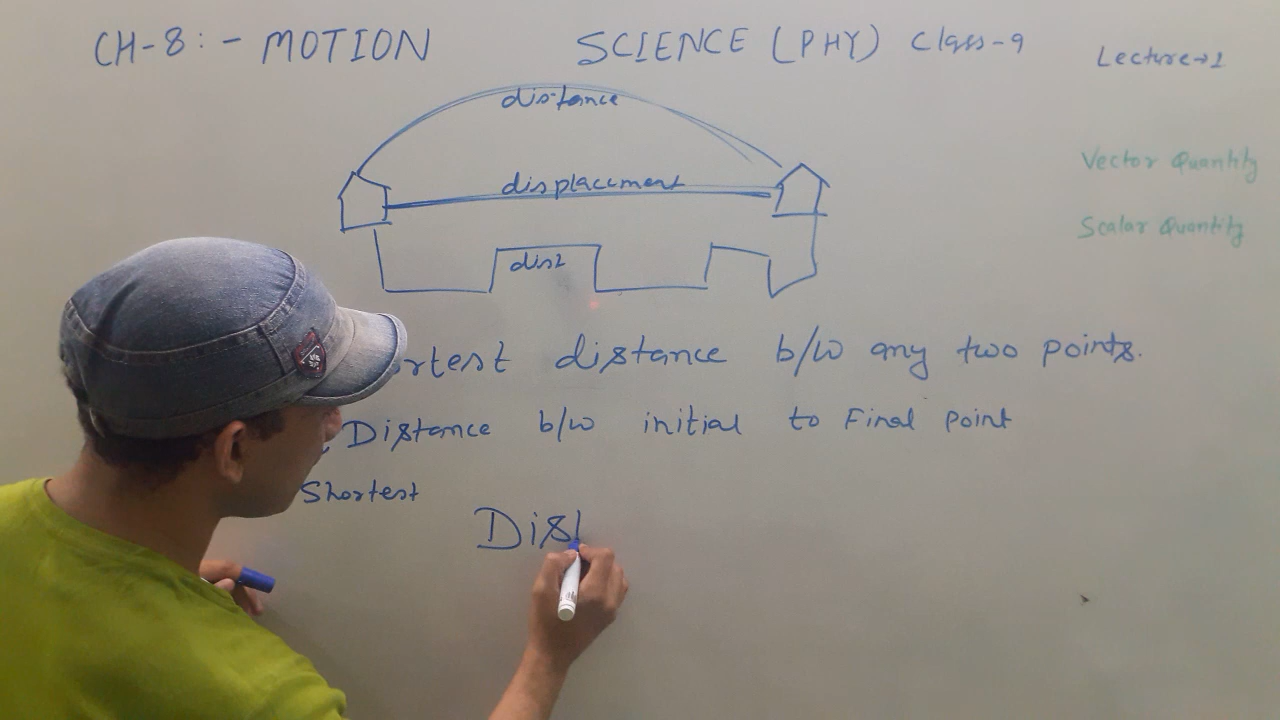 CH-8:- MOTION SCIENCE (PHY) Class-9 Lecture→1
distance
Vector Quantity
displacement
Scalar Quantity
dist
rtest distance b/w any two points.
Distance b/w initial to Final point
Shortest
Dis